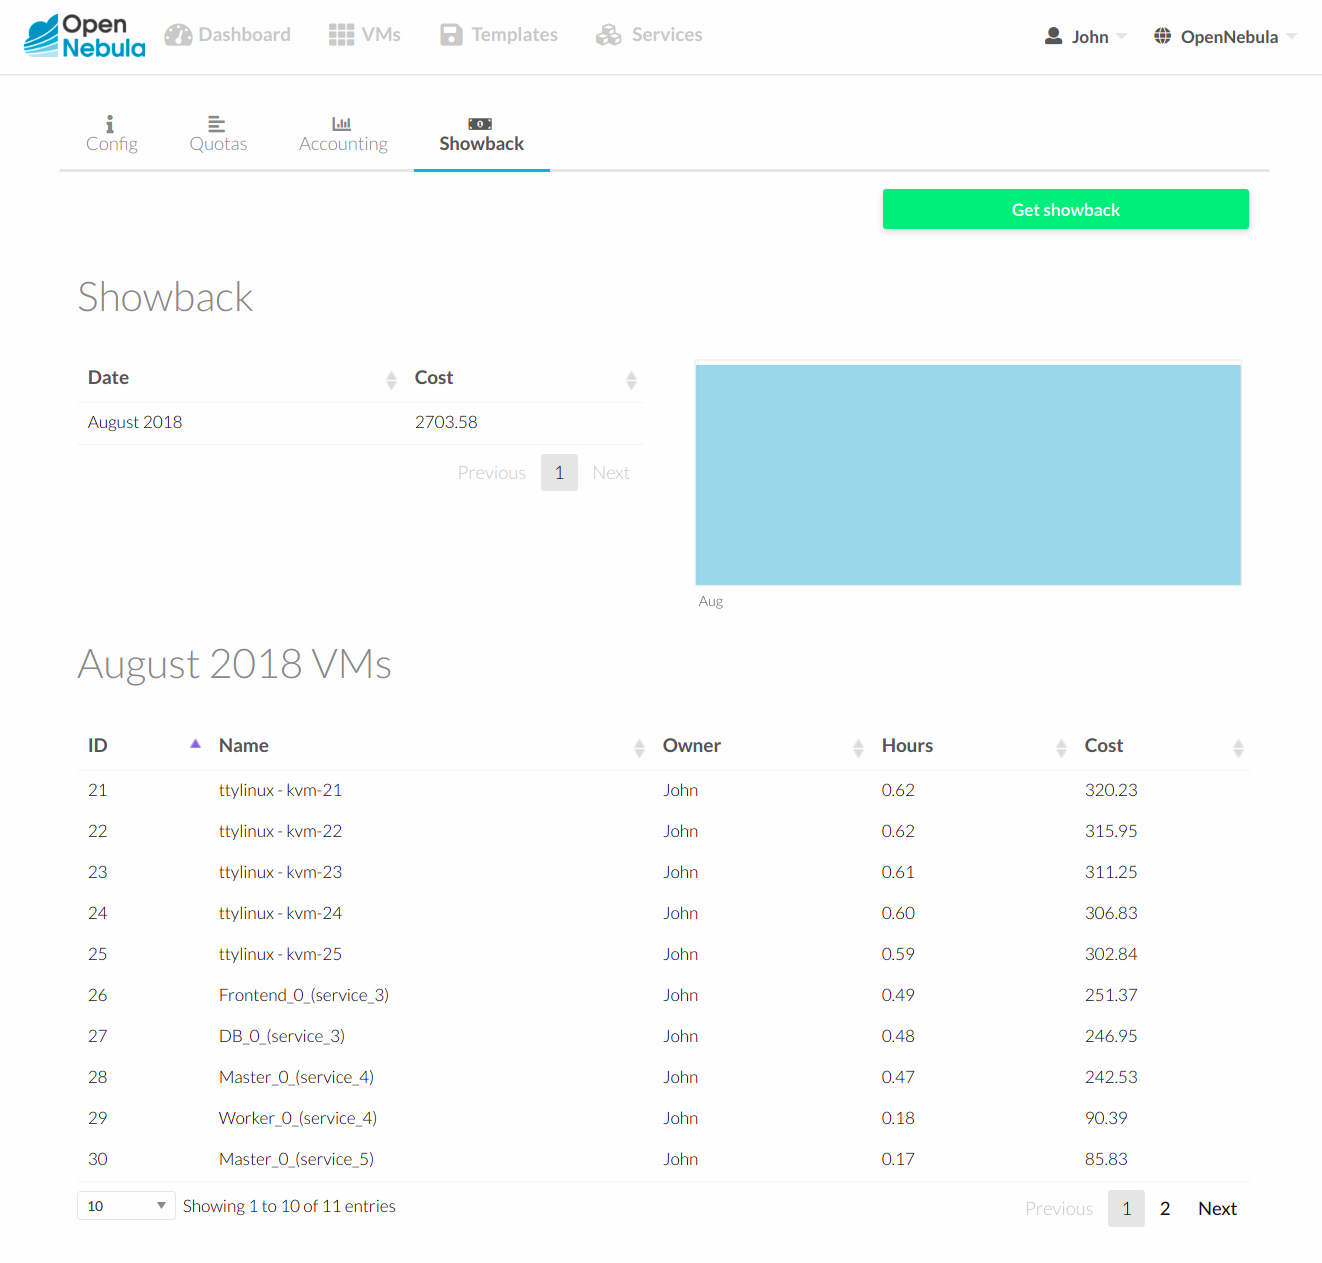 Open Nebula Dashboard VMs Templates Services John OpenNebula
Config Quotas Accounting Showback
Get showback
Showback
Date Cost
August 2018 2703.58
Previous 1 Next
Aug
August 2018 VMs
ID Name Owner Hours Cost
21 ttylinux - kvm-21 John 0.62 320.23
22 ttylinux - kvm-22 John 0.62 315.95
23 ttylinux - kvm-23 John 0.61 311.25
24 ttylinux - kvm-24 John 0.60 306.83
25 ttylinux - kvm-25 John 0.59 302.84
26 Frontend_0_(service_3) John 0.49 251.37
27 DB_0_(service_3) John 0.48 246.95
28 Master_0_(service_4) John 0.47 242.53
29 Worker_0_(service_4) John 0.18 90.39
30 Master_0_(service_5) John 0.17 85.83
10 Showing 1 to 10 of 11 entries Previous 1 2 Next